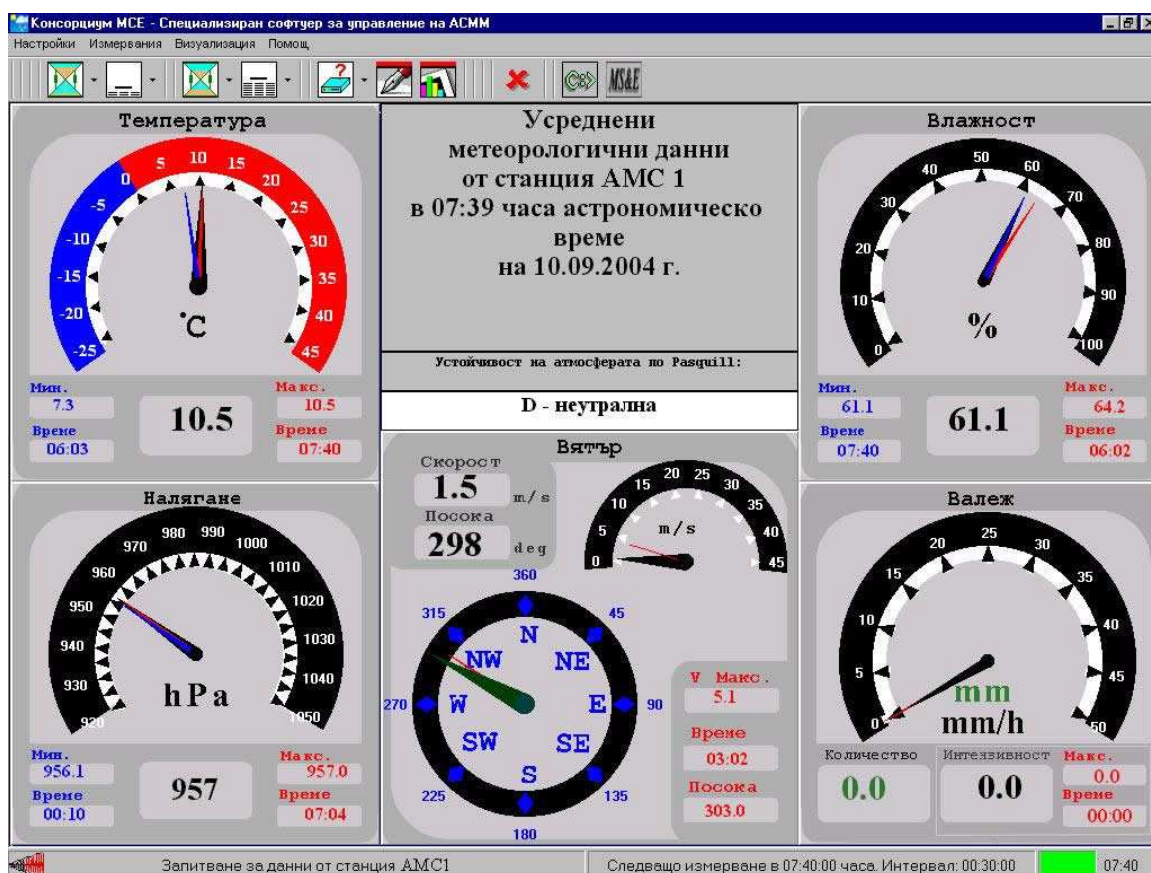 Консорциум МСЕ - Специализиран софтуер за управление на АСММ
Настройки Измервания Визуализация Помощ
C:\> MS&E
Температура
-25 -20 -15 -10 -5 0 5 10 15 20 25 30 35 45
°C
Мин.
7.3
Време
06:03
10.5
Макс.
10.5
Време
07:40
Усреднени
метеорологични данни
от станция АМС 1
в 07:39 часа астрономическо
време
на 10.09.2004 г.
Устойчивост на атмосферата по Pasquill:
D - неутрална
Влажност
0 10 20 30 40 50 60 70 80 90 100
%
Мин.
61.1
Време
07:40
61.1
Макс.
64.2
Време
06:02
Налягане
920 930 940 950 960 970 980 990 1000 1010 1020 1030 1040 1050
hPa
Мин.
956.1
Време
00:10
957
Макс.
957.0
Време
07:04
Вятър
Скорост
1.5 m/s
Посока
298 deg
0 5 10 15 20 25 30 35 40 45
m/s
360
315 45
N
NW NE
270 W E 90
SW SE
S
225 135
180
V Макс.
5.1
Време
03:02
Посока
303.0
Валеж
0 5 10 15 20 25 30 35 40 45 50
mm
mm/h
Количество
0.0
Интензивност
0.0
Макс.
0.0
Време
00:00
Запитване за данни от станция АМС1
Следващо измерване в 07:40:00 часа. Интервал: 00:30:00
07:40